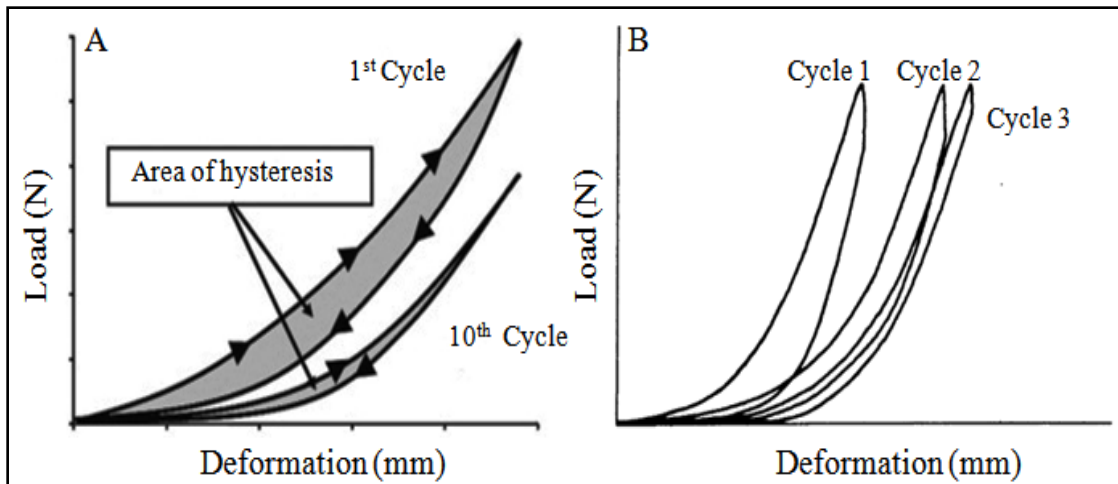 A
1st Cycle
Area of hysteresis
10th Cycle
Load (N)
Deformation (mm)
B
Cycle 1
Cycle 2
Cycle 3
Load (N)
Deformation (mm)